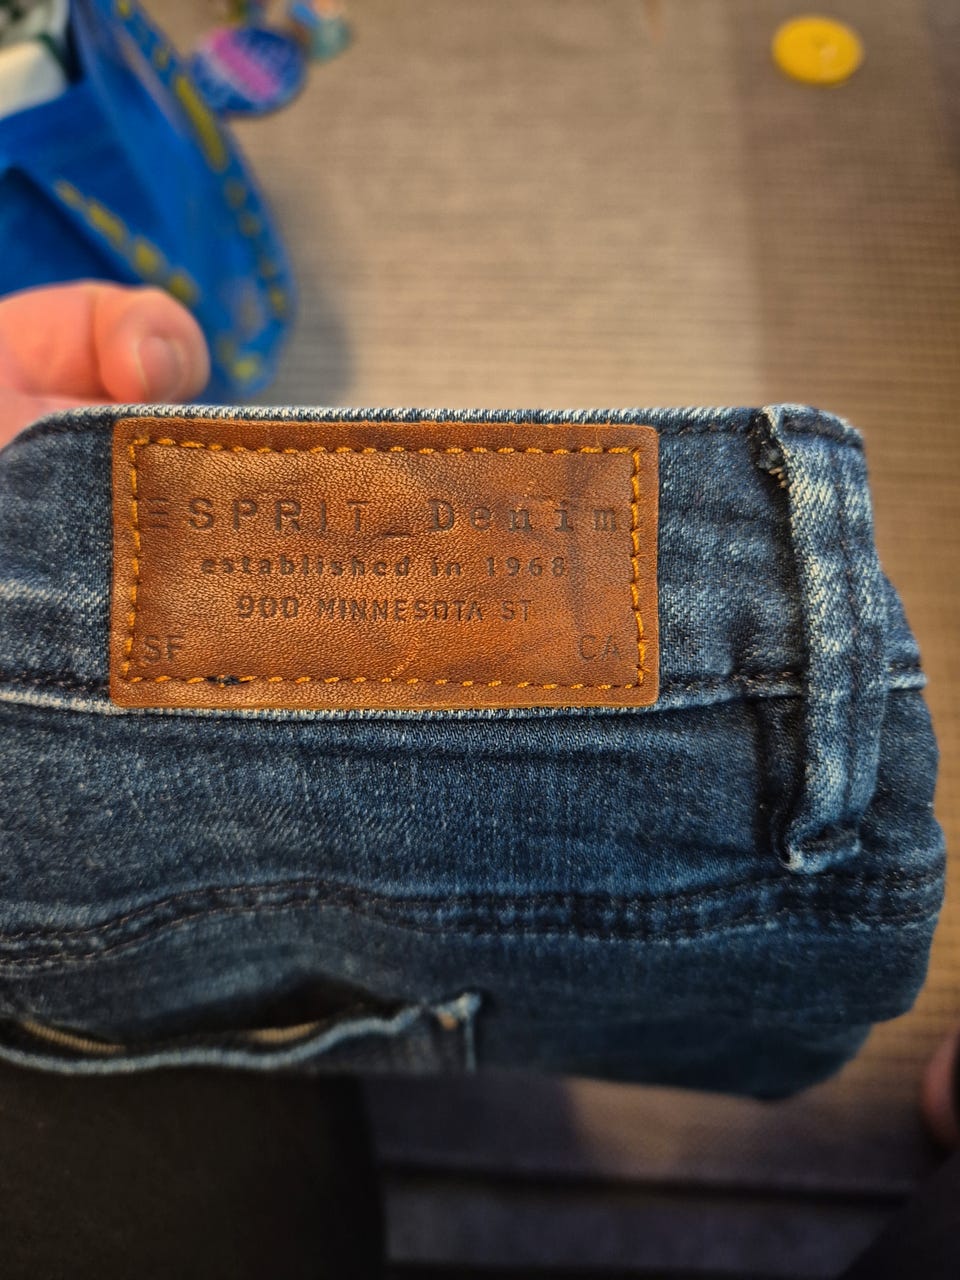 ESPRIT_Denim
established in 1968
900 MINNESOTA ST
SF CA